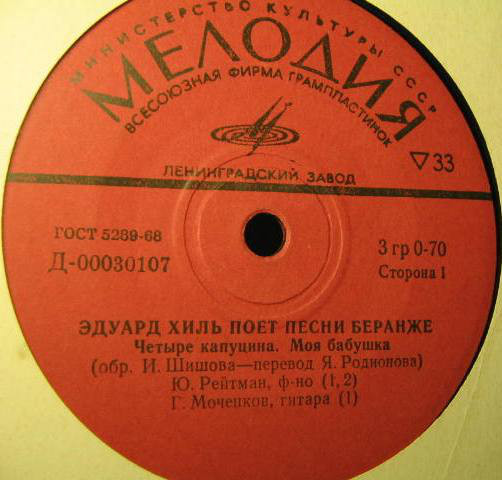 МИНИСТЕРСТВО КУЛЬТУРЫ СССР
МЕЛОДИЯ
ВСЕСОЮЗНАЯ ФИРМА ГРАМПЛАСТИНОК
ЛЕНИНГРАДСКИЙ ЗАВОД
▽33
ГОСТ 5289-68
Д-00030107
3 гр 0-70
Сторона 1
ЭДУАРД ХИЛЬ ПОЕТ ПЕСНИ БЕРАНЖЕ
Четыре капуцина. Моя бабушка
(обр. И. Шишова—перевод Я. Родионова)
Ю. Рейтман, ф-но (1, 2)
Г. Моченков, гитара (1)